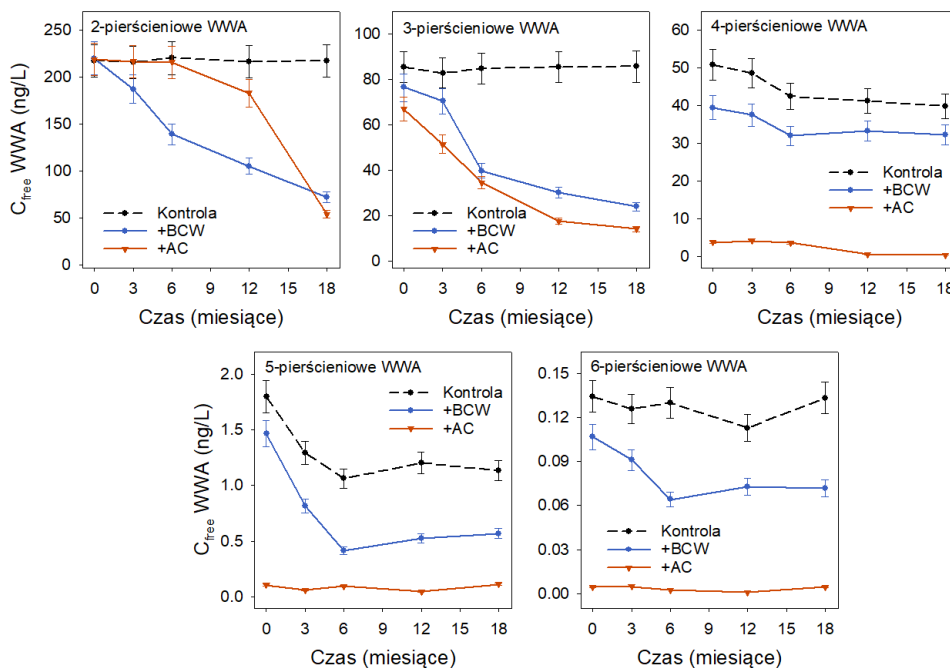 2-pierścieniowe WWA
250
200
150
100
50
0
C free WWA (ng/L)
Kontrola
+BCW
+AC
0 3 6 9 12 15 18
Czas (miesiące)
3-pierścieniowe WWA
100
80
60
40
20
0
Kontrola
+BCW
+AC
0 3 6 9 12 15 18
Czas (miesiące)
4-pierścieniowe WWA
60
50
40
30
20
10
0
Kontrola
+BCW
+AC
0 3 6 9 12 15 18
Czas (miesiące)
5-pierścieniowe WWA
2.0
1.5
1.0
0.5
0.0
C free WWA (ng/L)
Kontrola
+BCW
+AC
0 3 6 9 12 15 18
Czas (miesiące)
6-pierścieniowe WWA
0.15
0.12
0.09
0.06
0.03
0.00
Kontrola
+BCW
+AC
0 3 6 9 12 15 18
Czas (miesiące)